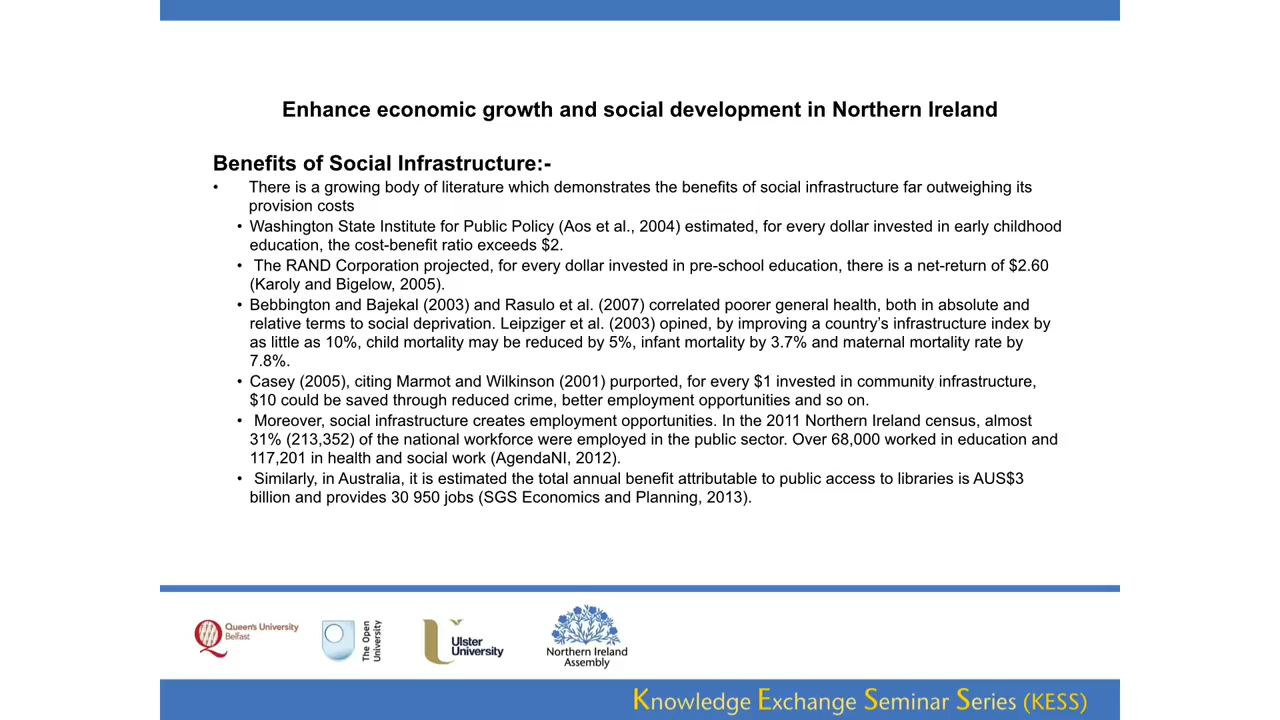 Enhance economic growth and social development in Northern Ireland
Benefits of Social Infrastructure:-
• There is a growing body of literature which demonstrates the benefits of social infrastructure far outweighing its
provision costs
• Washington State Institute for Public Policy (Aos et al., 2004) estimated, for every dollar invested in early childhood
education, the cost-benefit ratio exceeds $2.
• The RAND Corporation projected, for every dollar invested in pre-school education, there is a net-return of $2.60
(Karoly and Bigelow, 2005).
• Bebbington and Bajekal (2003) and Rasulo et al. (2007) correlated poorer general health, both in absolute and
relative terms to social deprivation. Leipziger et al. (2003) opined, by improving a country’s infrastructure index by
as little as 10%, child mortality may be reduced by 5%, infant mortality by 3.7% and maternal mortality rate by
7.8%.
• Casey (2005), citing Marmot and Wilkinson (2001) purported, for every $1 invested in community infrastructure,
$10 could be saved through reduced crime, better employment opportunities and so on.
• Moreover, social infrastructure creates employment opportunities. In the 2011 Northern Ireland census, almost
31% (213,352) of the national workforce were employed in the public sector. Over 68,000 worked in education and
117,201 in health and social work (AgendaNI, 2012).
• Similarly, in Australia, it is estimated the total annual benefit attributable to public access to libraries is AUS$3
billion and provides 30 950 jobs (SGS Economics and Planning, 2013).
Queen's University
Belfast
The Open
University
Ulster
University
Northern Ireland
Assembly
Knowledge Exchange Seminar Series (KESS)